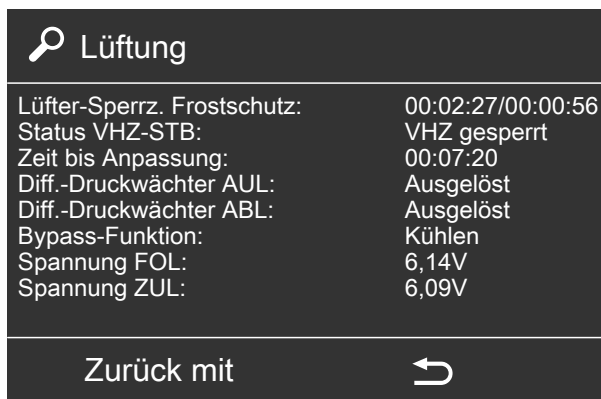 Lüftung
Lüfter-Sperrz. Frostschutz: 00:02:27/00:00:56
Status VHZ-STB: VHZ gesperrt
Zeit bis Anpassung: 00:07:20
Diff.-Druckwächter AUL: Ausgelöst
Diff.-Druckwächter ABL: Ausgelöst
Bypass-Funktion: Kühlen
Spannung FOL: 6,14V
Spannung ZUL: 6,09V
Zurück mit